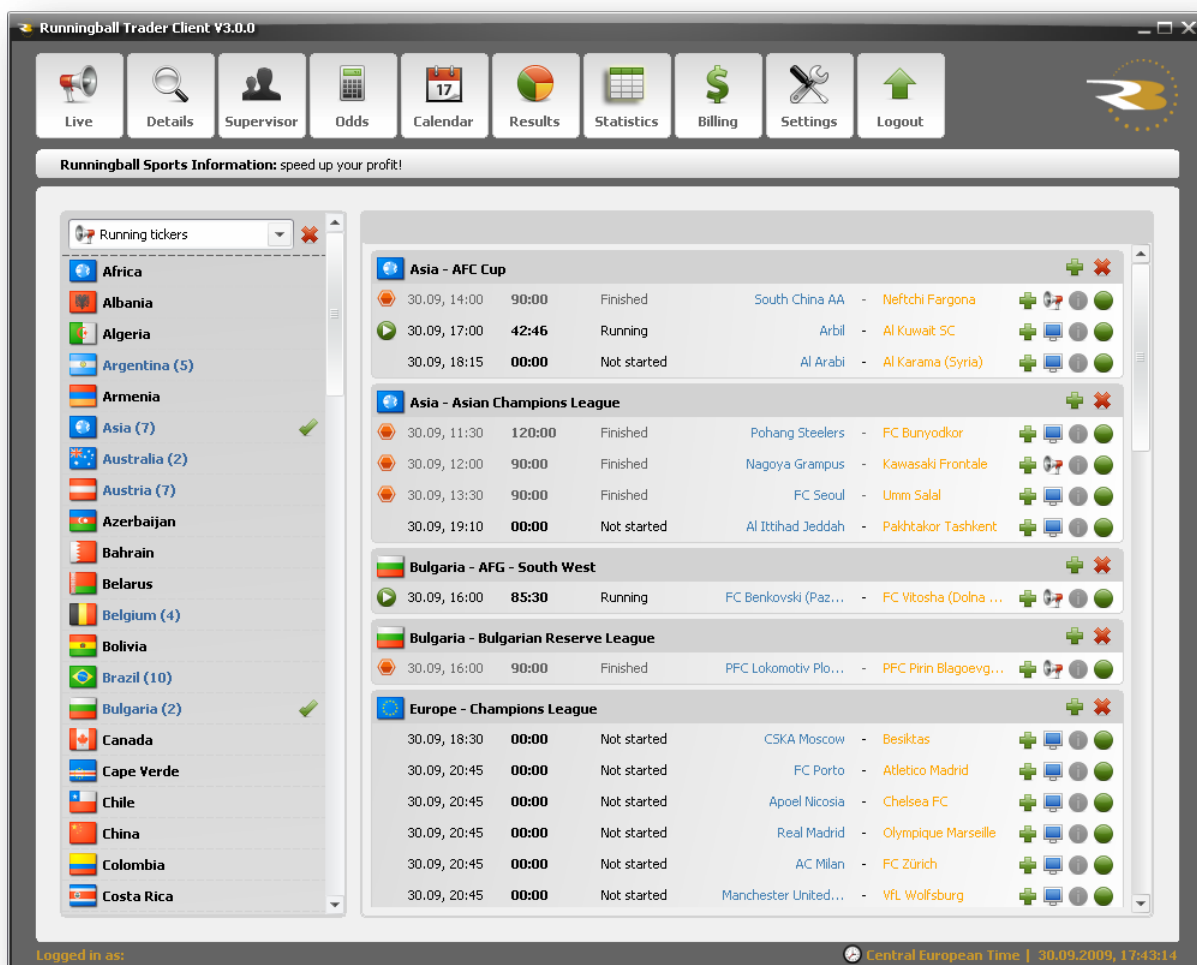 Runningball Trader Client V3.0.0
Live Details Supervisor Odds Calendar Results Statistics Billing Settings Logout
17
Runningball Sports Information: speed up your profit!
Running tickers
Africa
Albania
Algeria
Argentina (5)
Armenia
Asia (7)
Australia (2)
Austria (7)
Azerbaijan
Bahrain
Belarus
Belgium (4)
Bolivia
Brazil (10)
Bulgaria (2)
Canada
Cape Verde
Chile
China
Colombia
Costa Rica
Asia - AFC Cup
30.09, 14:00 90:00 Finished South China AA - Neftchi Fargona
30.09, 17:00 42:46 Running Arbil - Al Kuwait SC
30.09, 18:15 00:00 Not started Al Arabi - Al Karama (Syria)
Asia - Asian Champions League
30.09, 11:30 120:00 Finished Pohang Steelers - FC Bunyodkor
30.09, 12:00 90:00 Finished Nagoya Grampus - Kawasaki Frontale
30.09, 13:30 90:00 Finished FC Seoul - Umm Salal
30.09, 19:10 00:00 Not started Al Ittihad Jeddah - Pakhtakor Tashkent
Bulgaria - AFG - South West
30.09, 16:00 85:30 Running FC Benkovski (Paz... - FC Vitosha (Dolna ...
Bulgaria - Bulgarian Reserve League
30.09, 16:00 90:00 Finished PFC Lokomotiv Plo... - PFC Pirin Blagoevg...
Europe - Champions League
30.09, 18:30 00:00 Not started CSKA Moscow - Besiktas
30.09, 20:45 00:00 Not started FC Porto - Atletico Madrid
30.09, 20:45 00:00 Not started Apoel Nicosia - Chelsea FC
30.09, 20:45 00:00 Not started Real Madrid - Olympique Marseille
30.09, 20:45 00:00 Not started AC Milan - FC Zürich
30.09, 20:45 00:00 Not started Manchester United... - VfL Wolfsburg
Logged in as:
Central European Time | 30.09.2009, 17:43:14